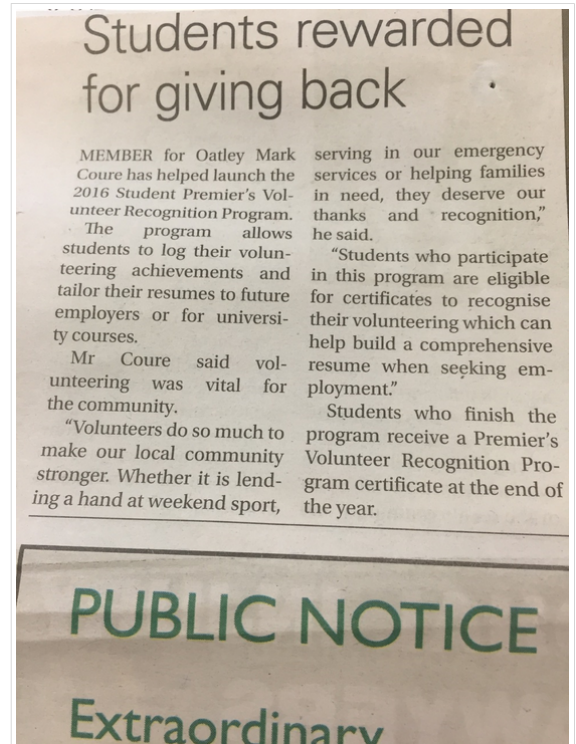 Students rewarded
for giving back
MEMBER for Oatley Mark
Coure has helped launch the
2016 Student Premier's Vol-
unteer Recognition Program.
The program allows
students to log their volun-
teering achievements and
tailor their resumes to future
employers or for universi-
ty courses.
Mr Coure said vol-
unteering was vital for
the community.
“Volunteers do so much to
make our local community
stronger. Whether it is lend-
ing a hand at weekend sport,
serving in our emergency
services or helping families
in need, they deserve our
thanks and recognition,”
he said.
“Students who participate
in this program are eligible
for certificates to recognise
their volunteering which can
help build a comprehensive
resume when seeking em-
ployment.”
Students who finish the
program receive a Premier's
Volunteer Recognition Pro-
gram certificate at the end of
the year.
PUBLIC NOTICE
Extraordinary